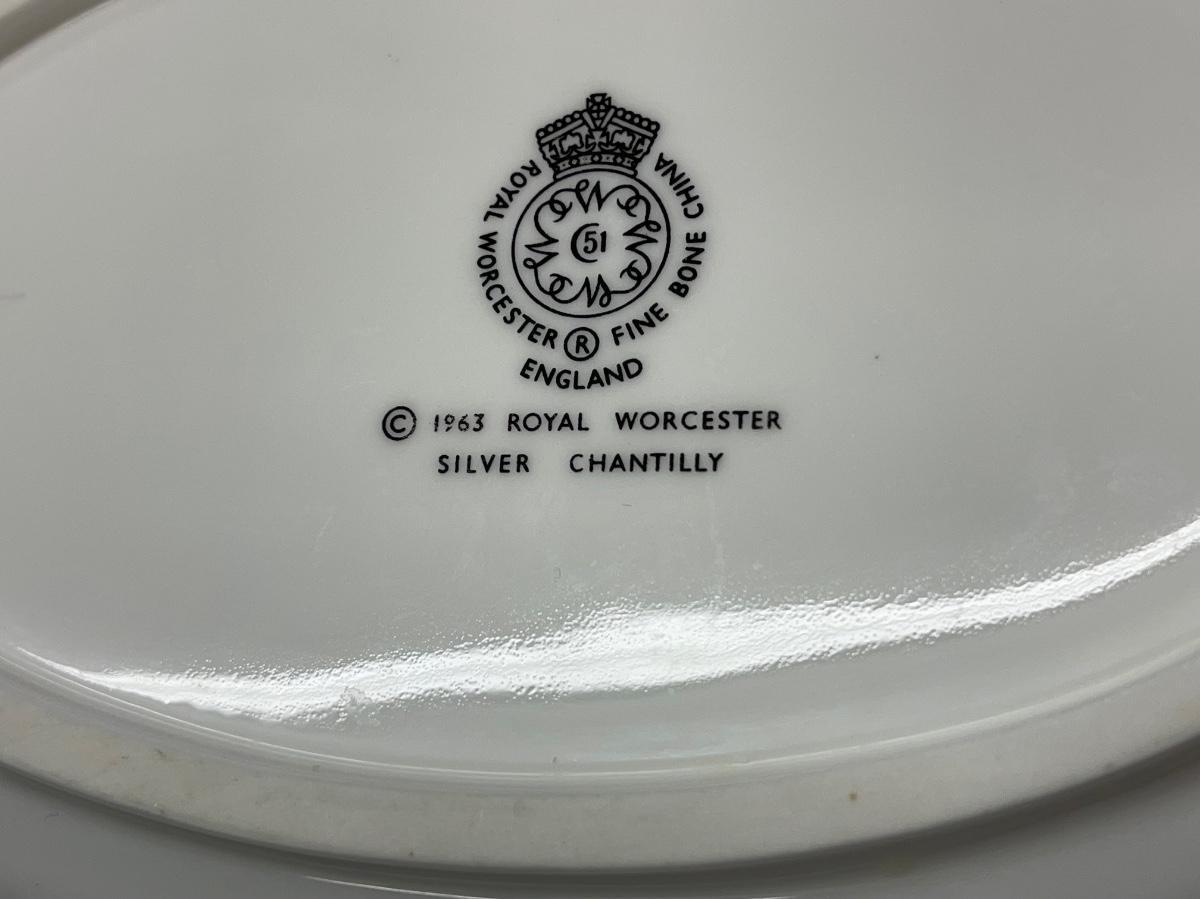 ROYAL WORCESTER ® FINE BONE CHINA
51
ENGLAND
© 1963 ROYAL WORCESTER
SILVER CHANTILLY